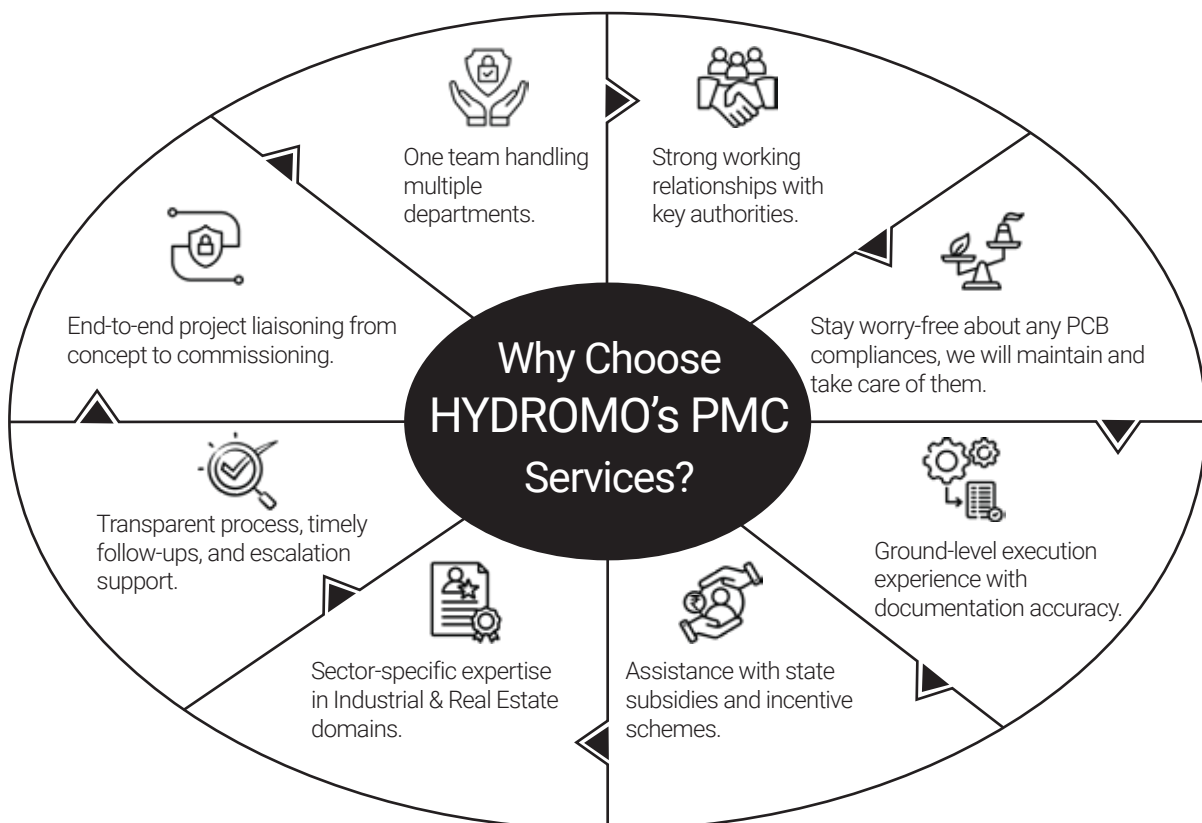 Why Choose
HYDROMO’s PMC
Services?
One team handling
multiple
departments.
Strong working
relationships with
key authorities.
Stay worry-free about any PCB
compliances, we will maintain and
take care of them.
Ground-level execution
experience with
documentation accuracy.
Assistance with state
subsidies and incentive
schemes.
Sector-specific expertise
in Industrial & Real Estate
domains.
Transparent process, timely
follow-ups, and escalation
support.
End-to-end project liaisoning from
concept to commissioning.
₹